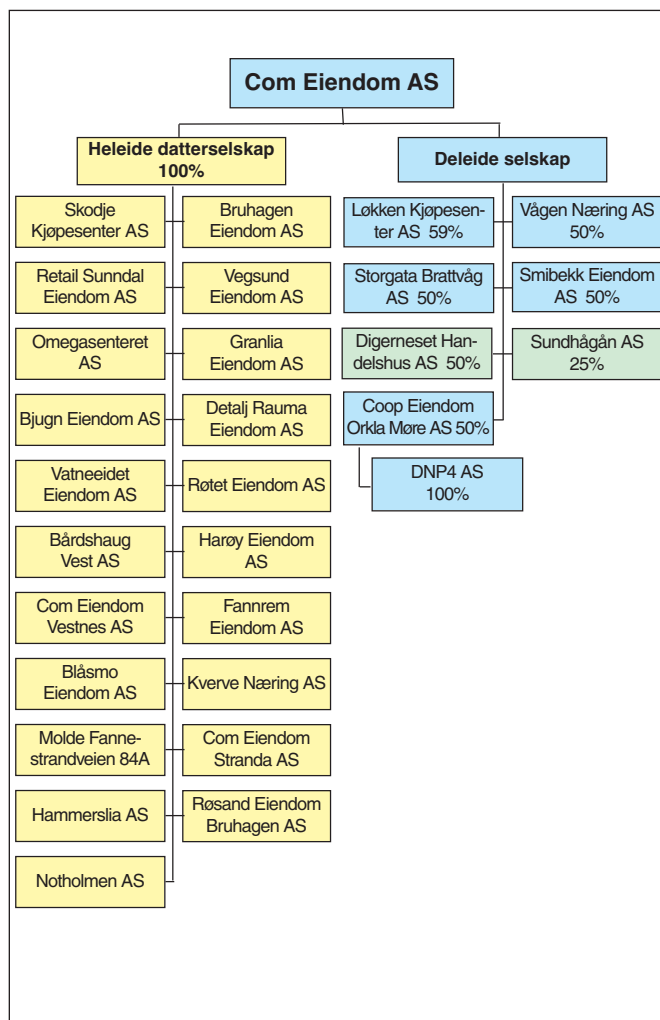 Com Eiendom AS
Heleide datterselskap
100%
Deleide selskap
Skodje
Kjøpesenter AS
Bruhagen
Eiendom AS
Løkken Kjøpesen-
ter AS 59%
Vågen Næring AS
50%
Retail Sunndal
Eiendom AS
Vegsund
Eiendom AS
Storgata Brattvåg
AS 50%
Smibekk Eiendom
AS 50%
Omegasenteret
AS
Granlia
Eiendom AS
Digerneset Han-
delshus AS 50%
Sundhågån AS
25%
Bjugn Eiendom AS
Detalj Rauma
Eiendom AS
Coop Eiendom
Orkla Møre AS 50%
Vatneeidet
Eiendom AS
Røtet Eiendom AS
DNP4 AS
100%
Bårdshaug
Vest AS
Harøy Eiendom
AS
Com Eiendom
Vestnes AS
Fannrem
Eiendom AS
Blåsmo
Eiendom AS
Kverve Næring AS
Molde Fanne-
strandveien 84A
Com Eiendom
Stranda AS
Hammerslia AS
Røsand Eiendom
Bruhagen AS
Notholmen AS